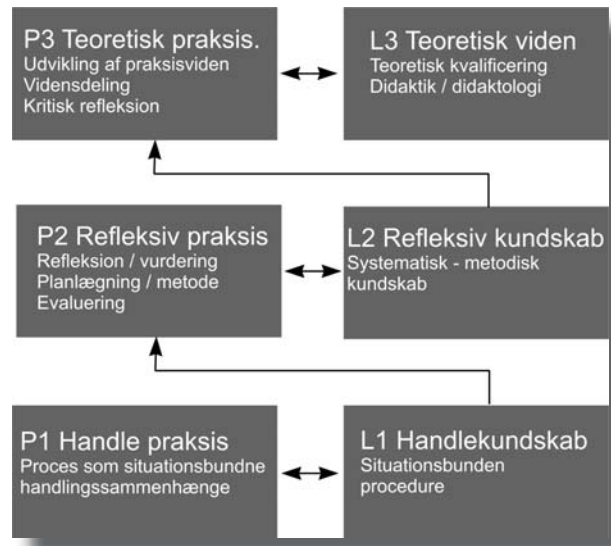 P3 Teoretisk praksis.
Udvikling af praksisviden
Vidensdeling
Kritisk refleksion
L3 Teoretisk viden
Teoretisk kvalificering
Didaktik / didaktologi
P2 Refleksiv praksis
Refleksion / vurdering
Planlægning / metode
Evaluering
L2 Refleksiv kundskab
Systematisk - metodisk
kundskab
P1 Handle praksis
Proces som situationsbundne
handlingssammenhænge
L1 Handlekundskab
Situationsbunden
procedure